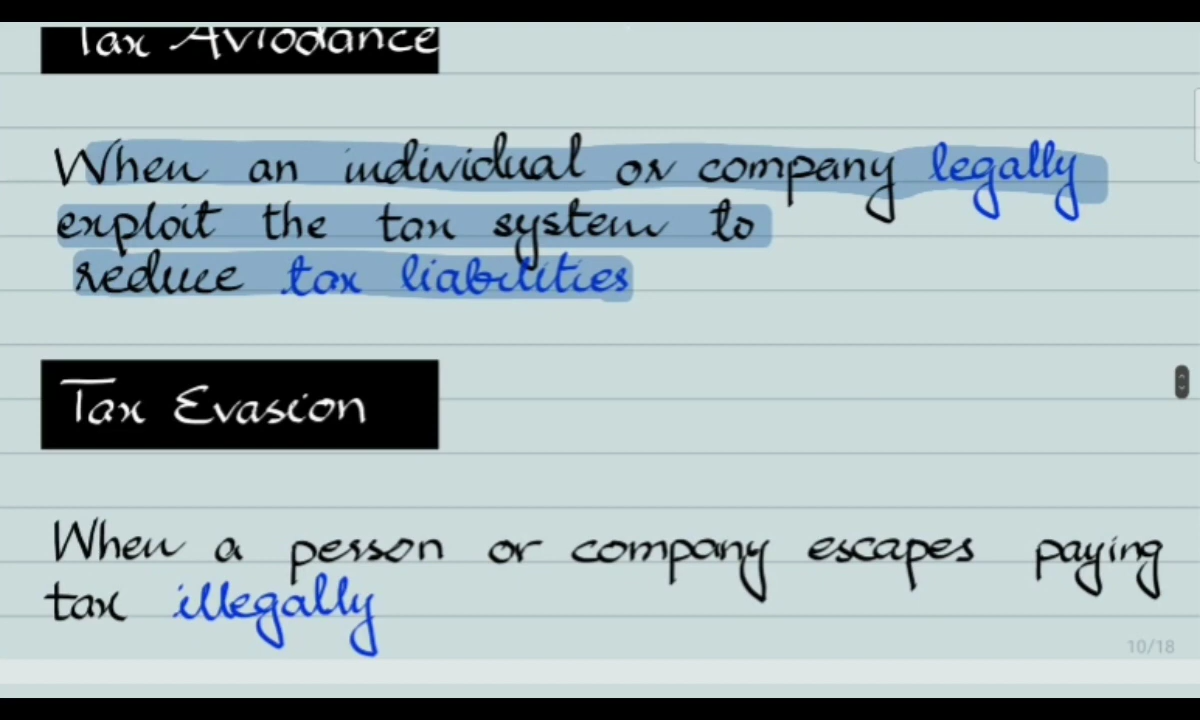 Tax Aviodance
When an individual or company legally
exploit the tax system to
reduce tax liabilities
Tax Evasion
When a person or company escapes paying
tax illegally
10/18